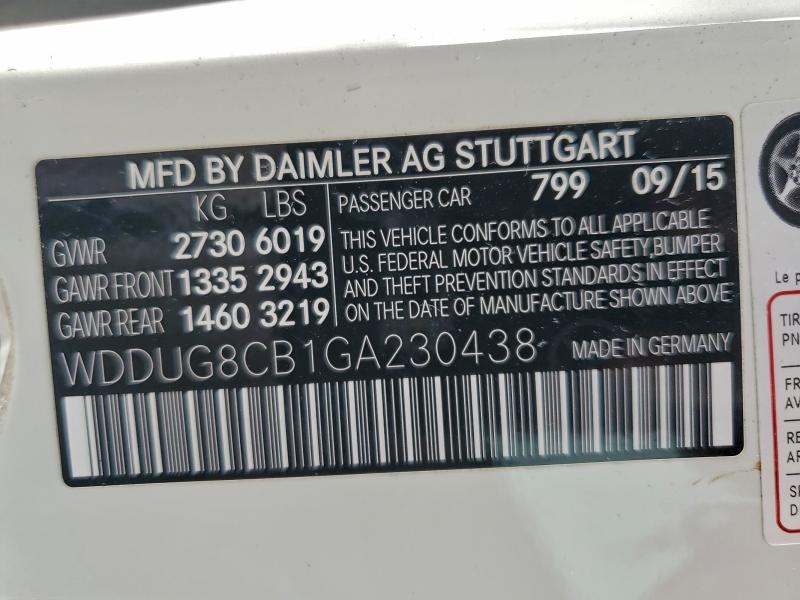 MFD BY DAIMLER AG STUTTGART
KG LBS
GVWR 2730 6019
GAWR FRONT 1335 2943
GAWR REAR 1460 3219
PASSENGER CAR 799 09/15
THIS VEHICLE CONFORMS TO ALL APPLICABLE
U.S. FEDERAL MOTOR VEHICLE SAFETY, BUMPER
AND THEFT PREVENTION STANDARDS IN EFFECT
ON THE DATE OF MANUFACTURE SHOWN ABOVE
WDDUG8CB1GA230438 MADE IN GERMANY
Le